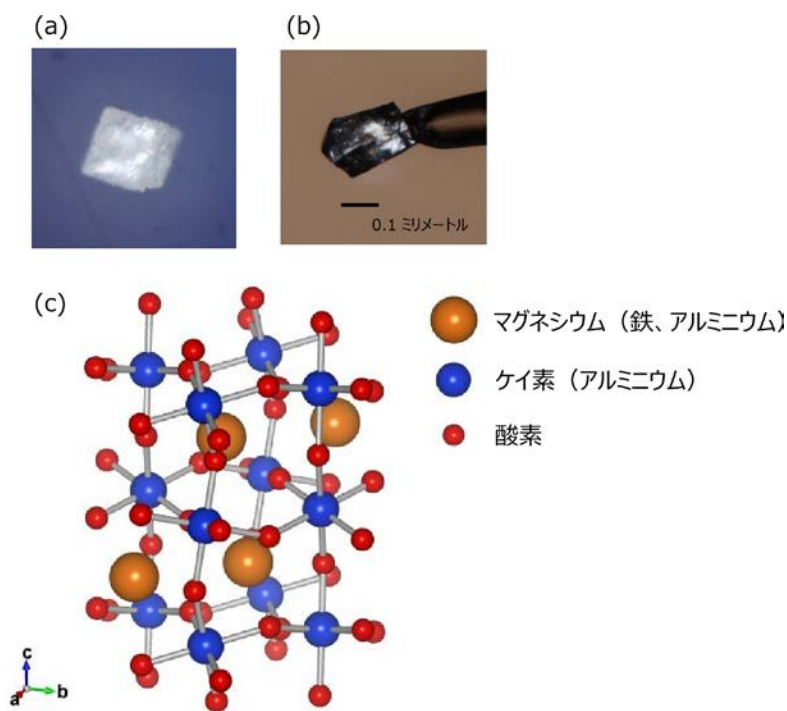 (a)
(b)
0.1 ミリメートル
(c)
マグネシウム（鉄、アルミニウム）
ケイ素（アルミニウム）
酸素
c
a
b